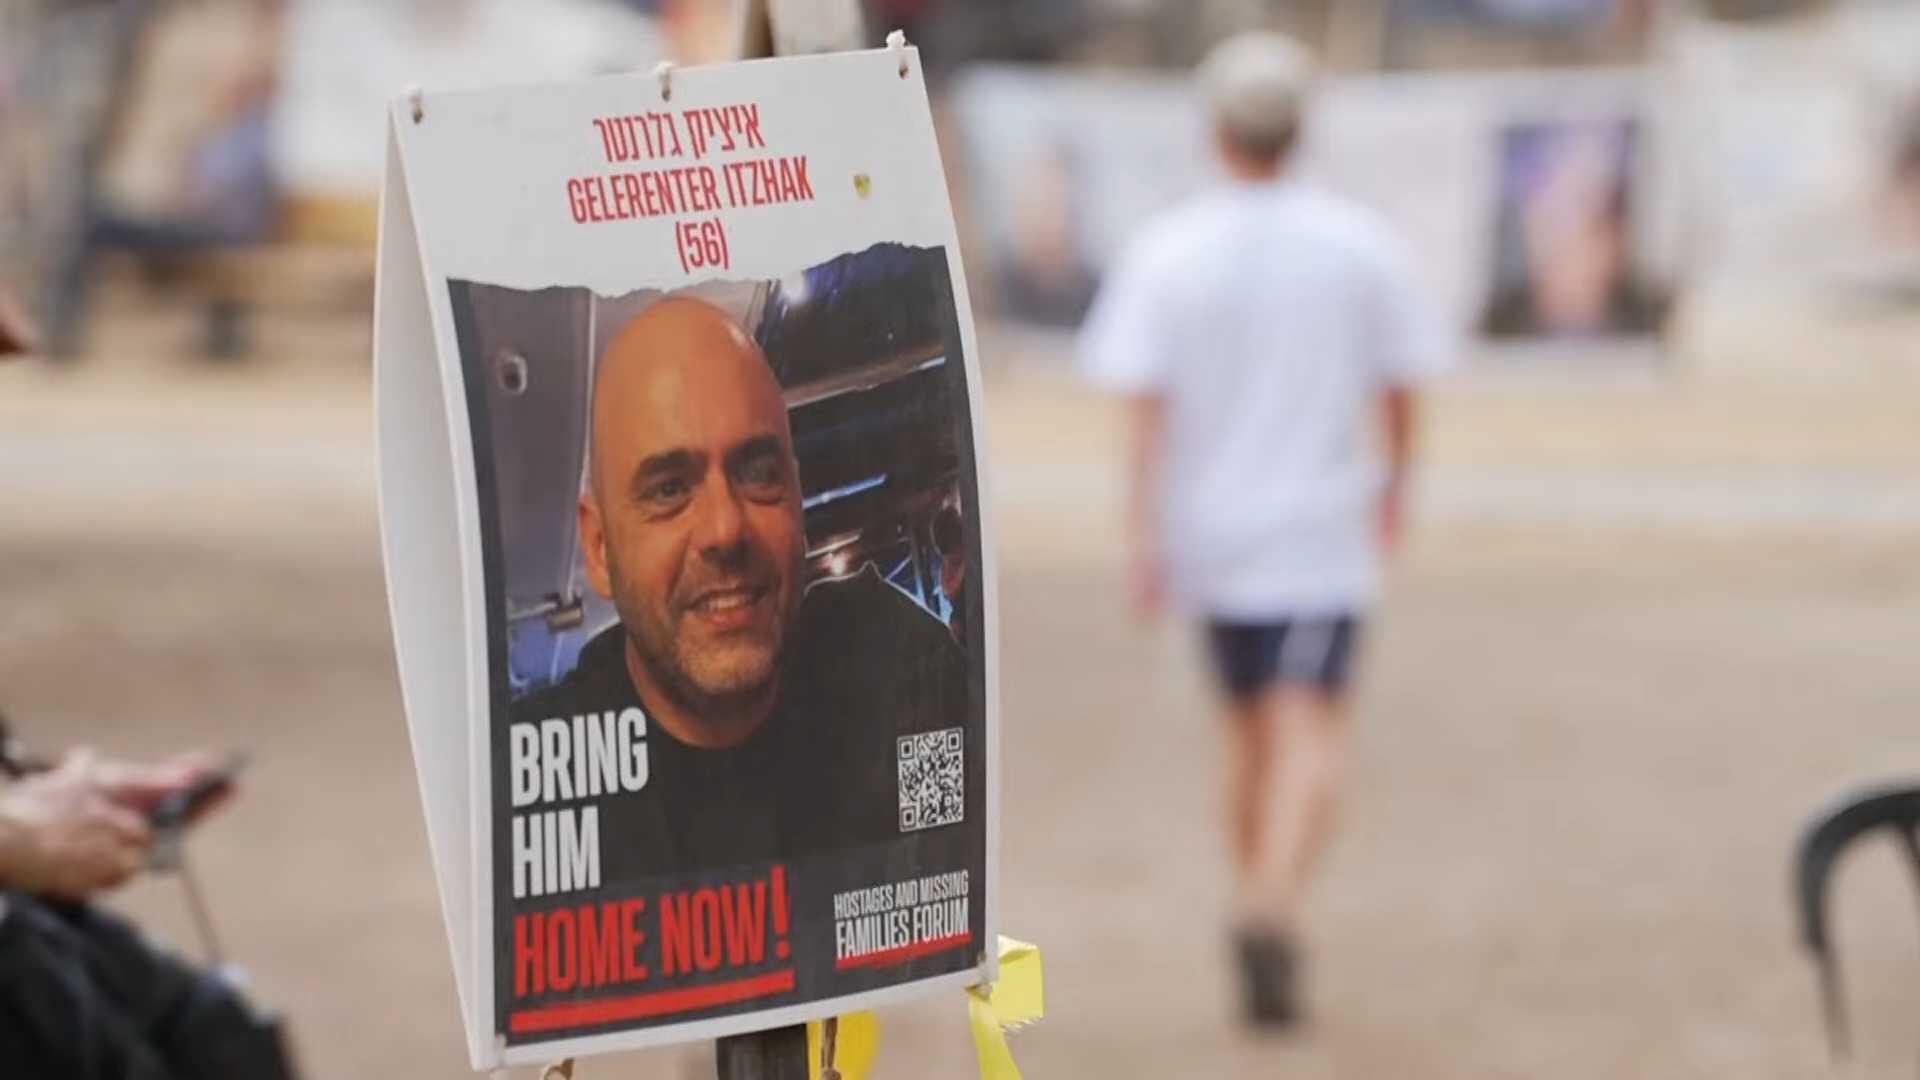 איציק גלרנטר
GELERENTER ITZHAK
(56)
BRING
HIM
HOME NOW!
HOSTAGES AND MISSING
FAMILIES FORUM